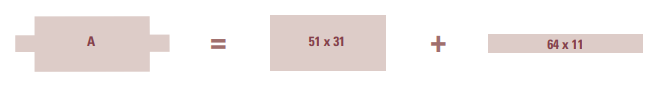 A = 51 x 31 + 64 x 11